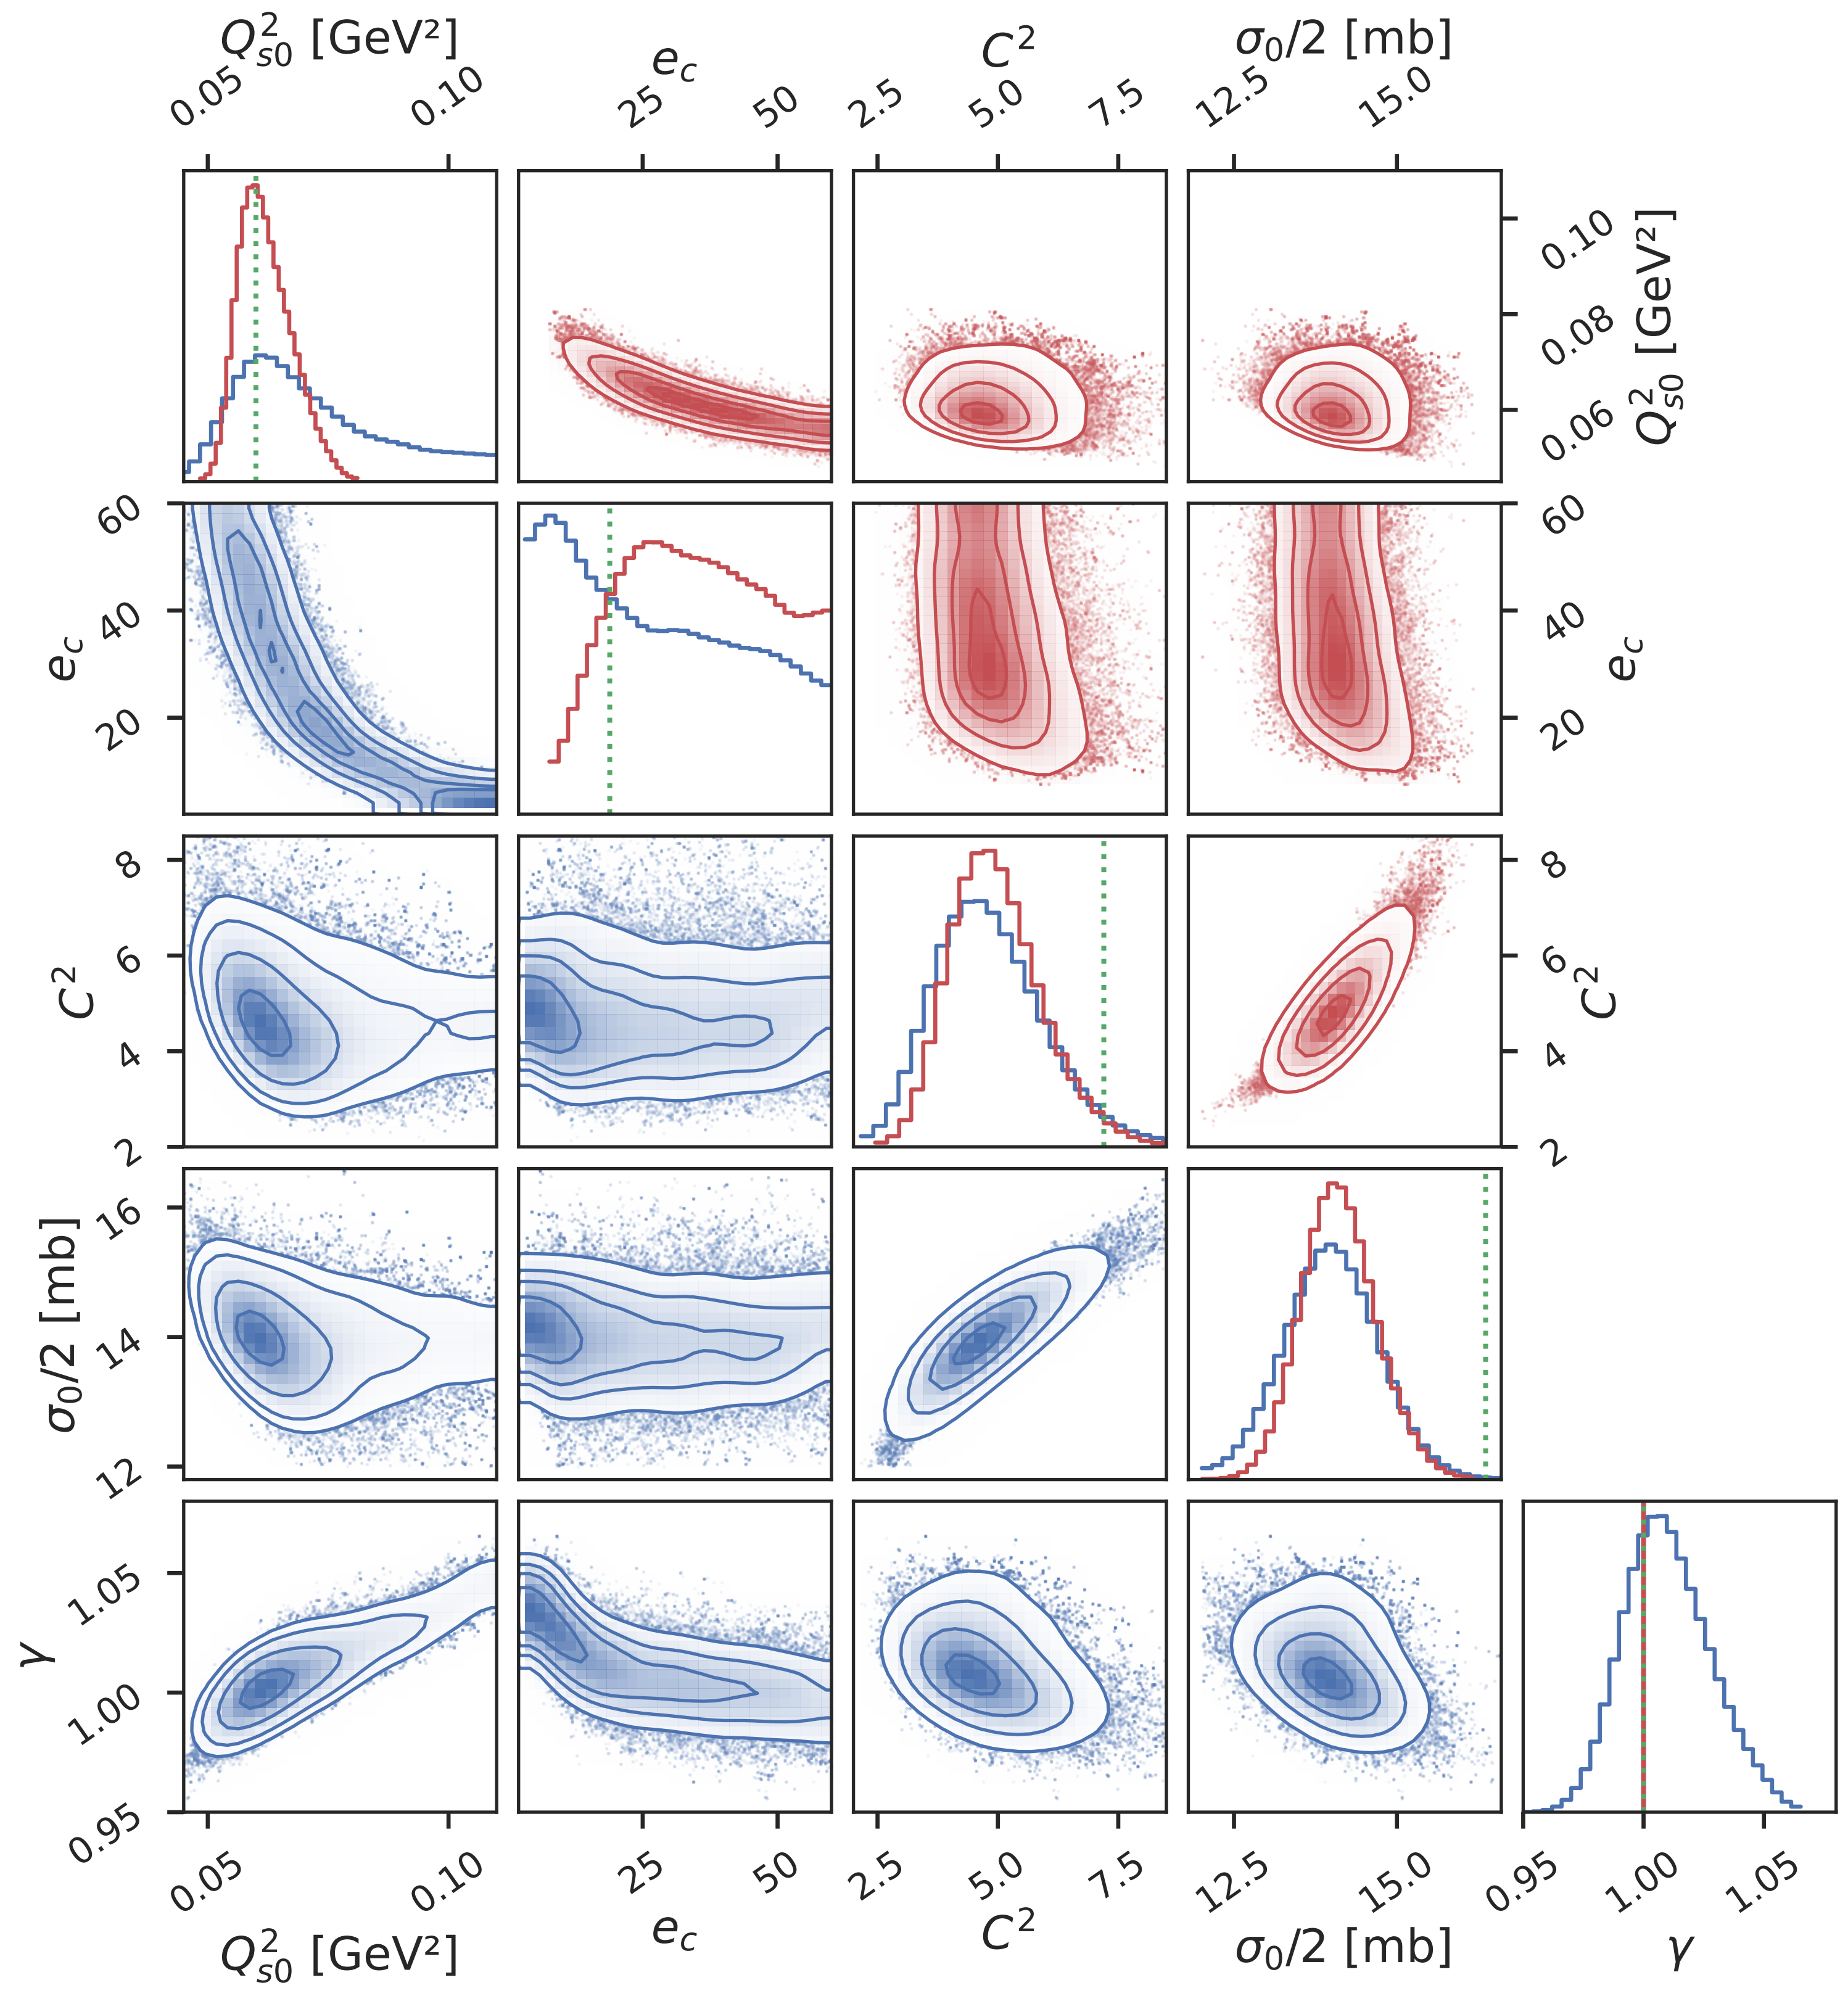 Q²ₛ₀ [GeV²] e_c C² σ₀/2 [mb]
0.05 0.10 25 50 2.5 5.0 7.5 12.5 15.0
0.10
0.08
0.06
Q²ₛ₀ [GeV²]
60
40
20
e_c
60
40
20
e_c
8
6
4
2
C²
8
6
4
2
C²
16
14
12
σ₀/2 [mb]
1.05
1.00
0.95
γ
0.05 0.10 25 50 2.5 5.0 7.5 12.5 15.0 0.95 1.00 1.05
Q²ₛ₀ [GeV²] e_c C² σ₀/2 [mb] γ